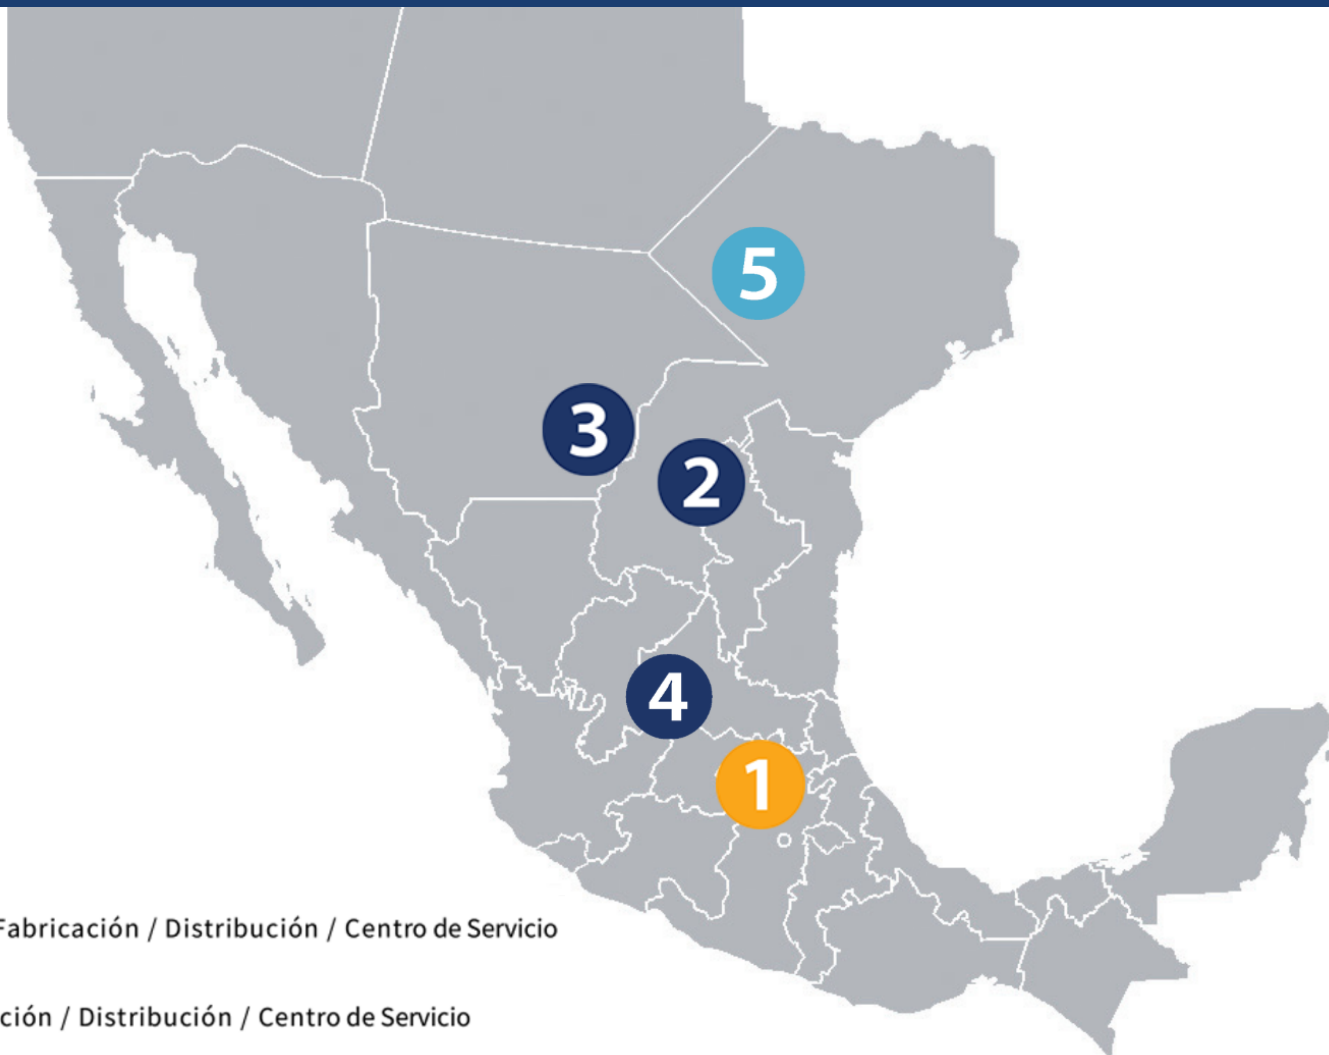 5
3
2
4
1
Fabricación / Distribución / Centro de Servicio
ción / Distribución / Centro de Servicio